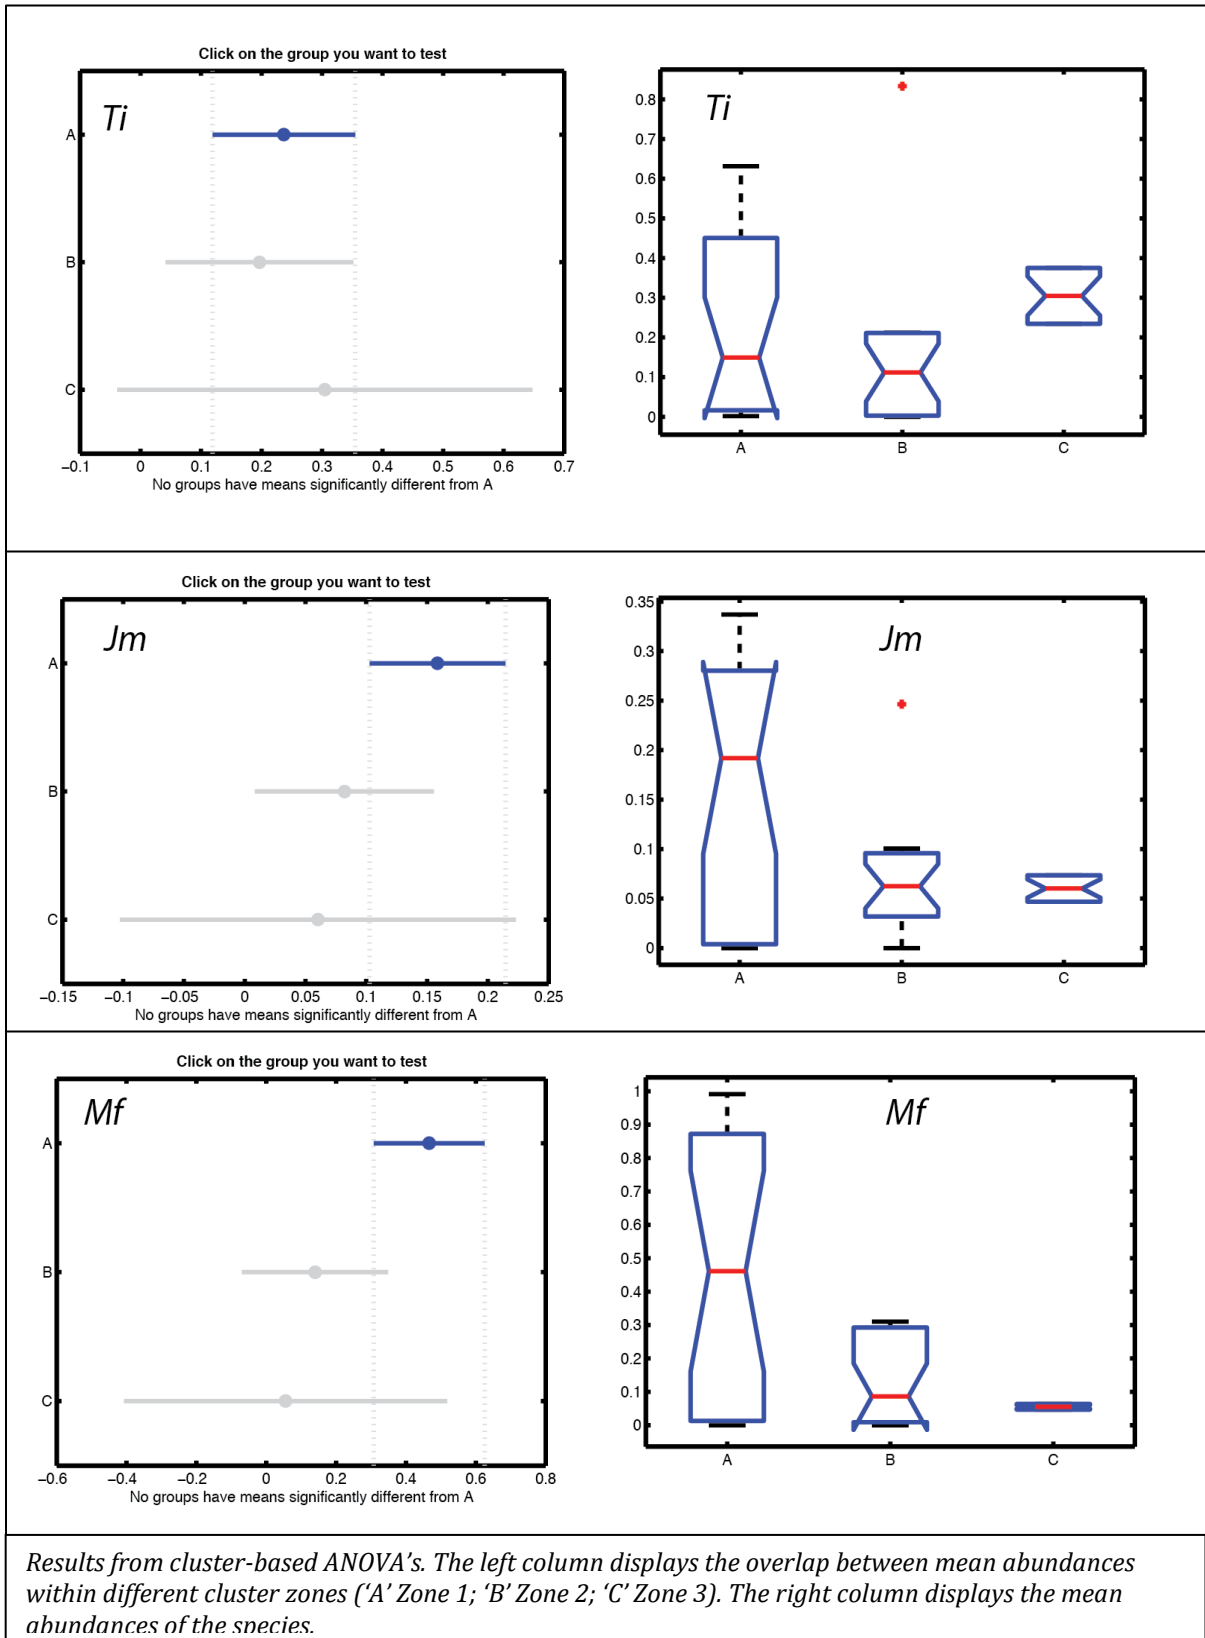 Click on the group you want to test
Ti
A
B
C
−0.1 0 0.1 0.2 0.3 0.4 0.5 0.6 0.7
No groups have means significantly different from A
Ti
0.8
0.7
0.6
0.5
0.4
0.3
0.2
0.1
0
A B C
Click on the group you want to test
Jm
A
B
C
−0.15 −0.1 −0.05 0 0.05 0.1 0.15 0.2 0.25
No groups have means significantly different from A
Jm
0.35
0.3
0.25
0.2
0.15
0.1
0.05
0
A B C
Click on the group you want to test
Mf
A
B
C
−0.6 −0.4 −0.2 0 0.2 0.4 0.6 0.8
No groups have means significantly different from A
Mf
1
0.9
0.8
0.7
0.6
0.5
0.4
0.3
0.2
0.1
0
A B C
Results from cluster-based ANOVA's. The left column displays the overlap between mean abundances
within different cluster zones ('A' Zone 1; 'B' Zone 2; 'C' Zone 3). The right column displays the mean
abundances of the species.